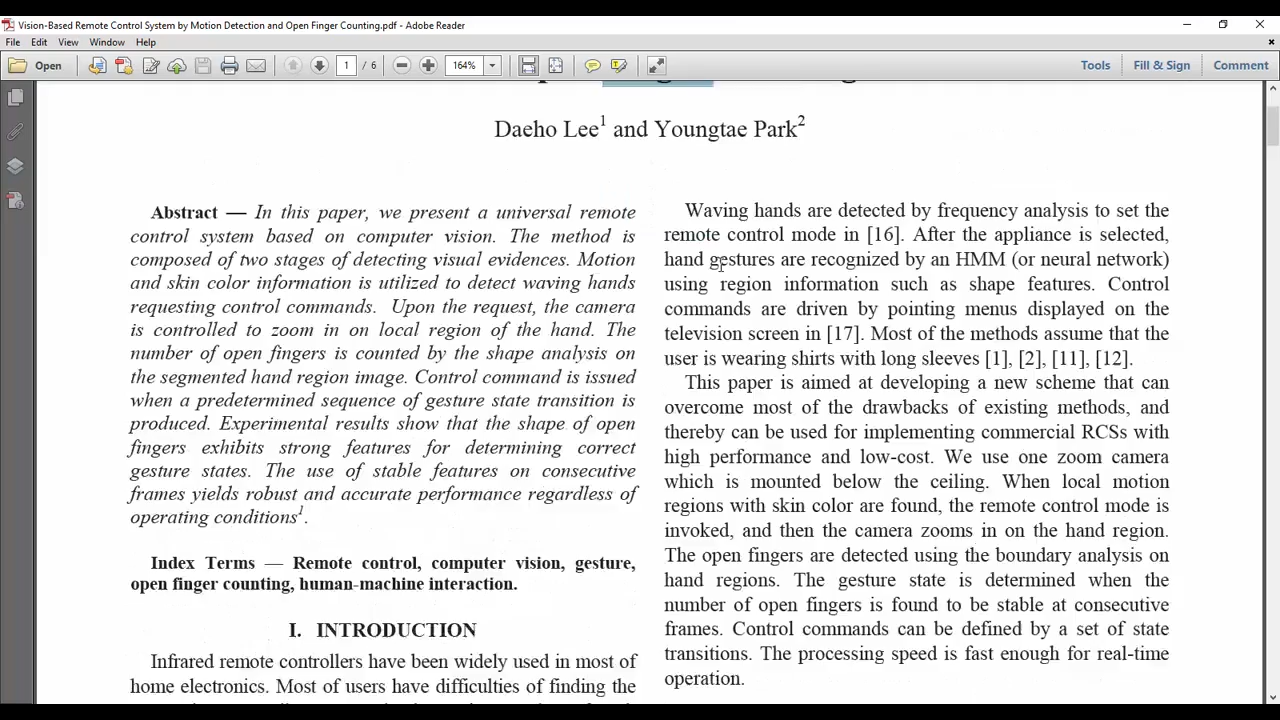 Vision-Based Remote Control System by Motion Detection and Open Finger Counting.pdf - Adobe Reader
File Edit View Window Help
Open 1 / 6 164% Tools Fill & Sign Comment
Daeho Lee1 and Youngtae Park2
Abstract — In this paper, we present a universal remote
control system based on computer vision. The method is
composed of two stages of detecting visual evidences. Motion
and skin color information is utilized to detect waving hands
requesting control commands. Upon the request, the camera
is controlled to zoom in on local region of the hand. The
number of open fingers is counted by the shape analysis on
the segmented hand region image. Control command is issued
when a predetermined sequence of gesture state transition is
produced. Experimental results show that the shape of open
fingers exhibits strong features for determining correct
gesture states. The use of stable features on consecutive
frames yields robust and accurate performance regardless of
operating conditions1.
Index Terms — Remote control, computer vision, gesture,
open finger counting, human-machine interaction.
I. INTRODUCTION
Infrared remote controllers have been widely used in most of
home electronics. Most of users have difficulties of finding the
Waving hands are detected by frequency analysis to set the
remote control mode in [16]. After the appliance is selected,
hand gestures are recognized by an HMM (or neural network)
using region information such as shape features. Control
commands are driven by pointing menus displayed on the
television screen in [17]. Most of the methods assume that the
user is wearing shirts with long sleeves [1], [2], [11], [12].
This paper is aimed at developing a new scheme that can
overcome most of the drawbacks of existing methods, and
thereby can be used for implementing commercial RCSs with
high performance and low-cost. We use one zoom camera
which is mounted below the ceiling. When local motion
regions with skin color are found, the remote control mode is
invoked, and then the camera zooms in on the hand region.
The open fingers are detected using the boundary analysis on
hand regions. The gesture state is determined when the
number of open fingers is found to be stable at consecutive
frames. Control commands can be defined by a set of state
transitions. The processing speed is fast enough for real-time
operation.